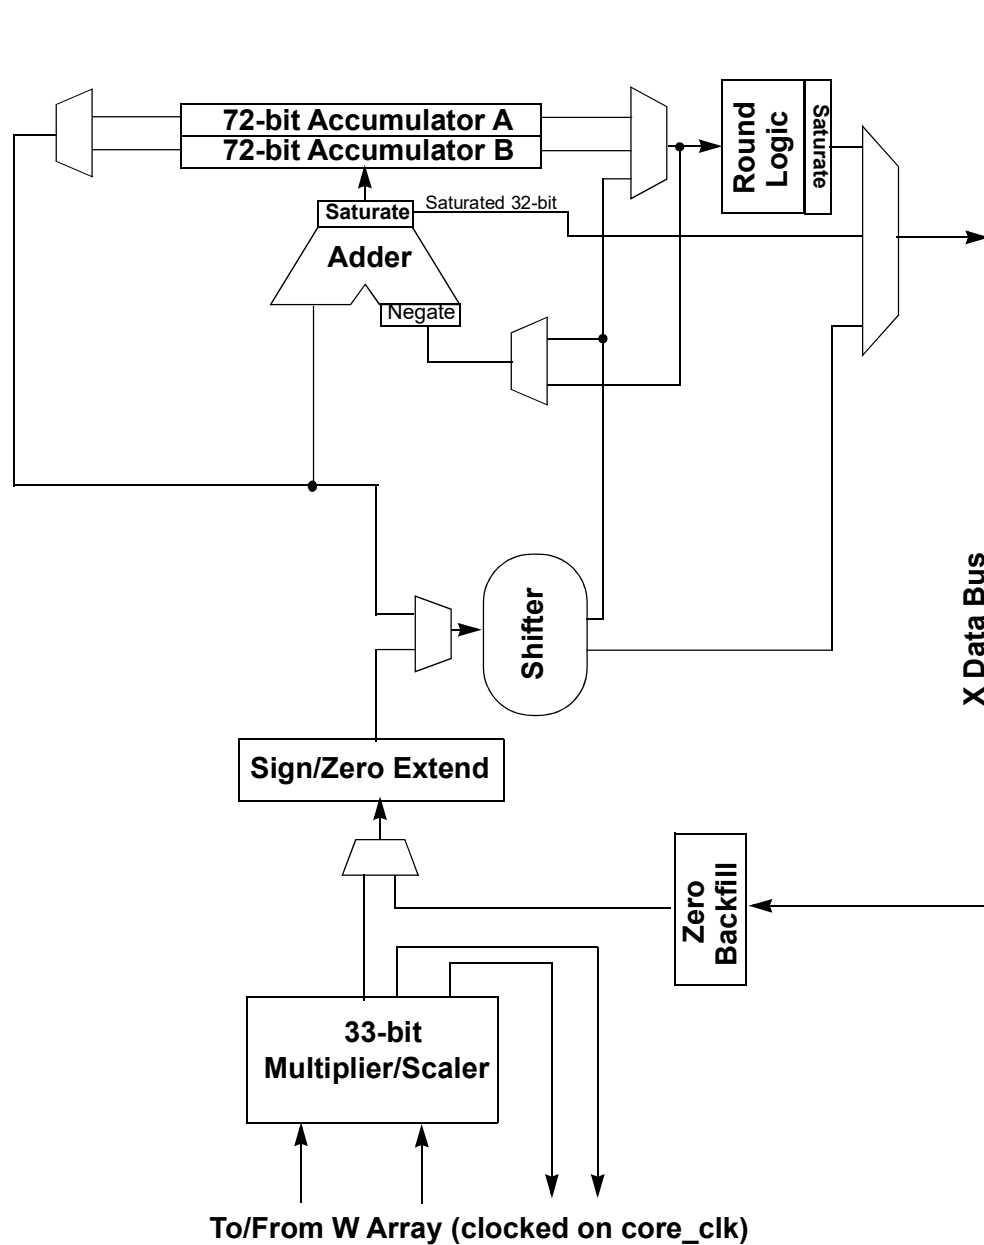 72-bit Accumulator A
72-bit Accumulator B
Round
Logic
Saturate
Saturate
Saturated 32-bit
Adder
Negate
Shifter
X Data Bus
Sign/Zero Extend
Zero
Backfill
33-bit
Multiplier/Scaler
To/From W Array (clocked on core_clk)